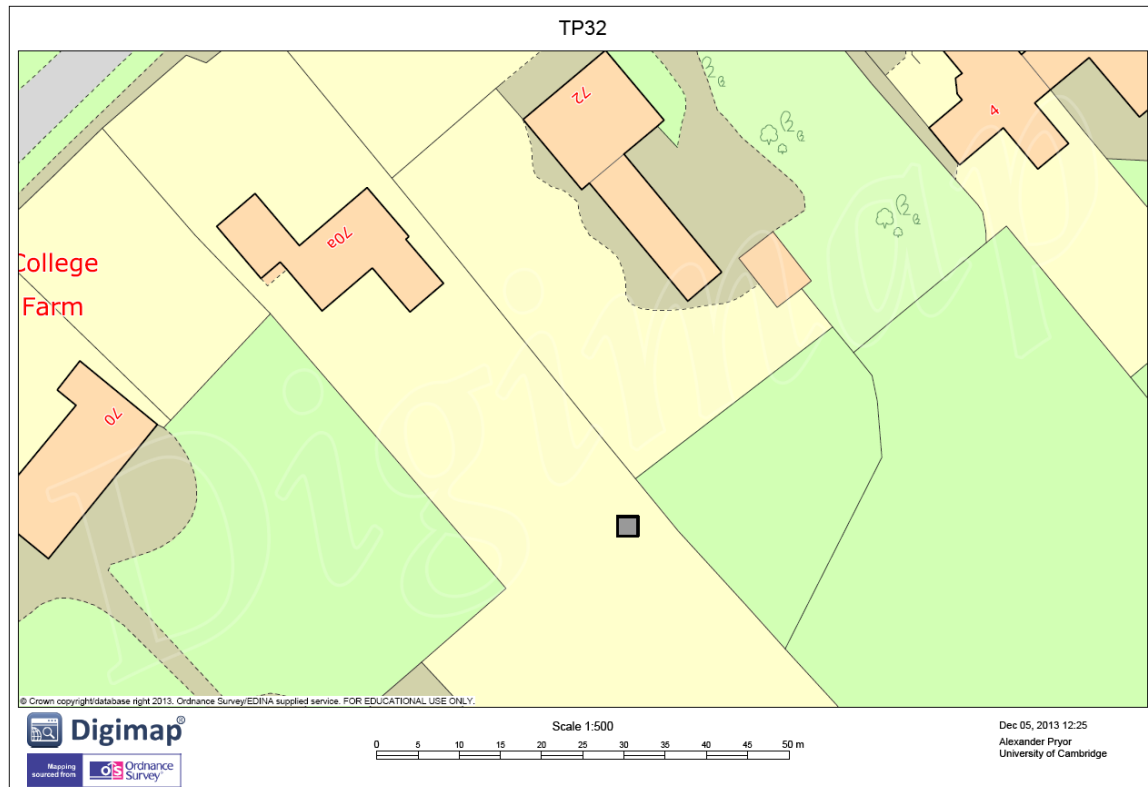 TP32
72
4
70a
College
Farm
70
Digimap
© Crown copyright/database right 2013. Ordnance Survey/EDINA supplied service. FOR EDUCATIONAL USE ONLY.
Digimap®
Mapping
sourced from
OS Ordnance
Survey®
Scale 1:500
0 5 10 15 20 25 30 35 40 45 50 m
Dec 05, 2013 12:25
Alexander Pryor
University of Cambridge